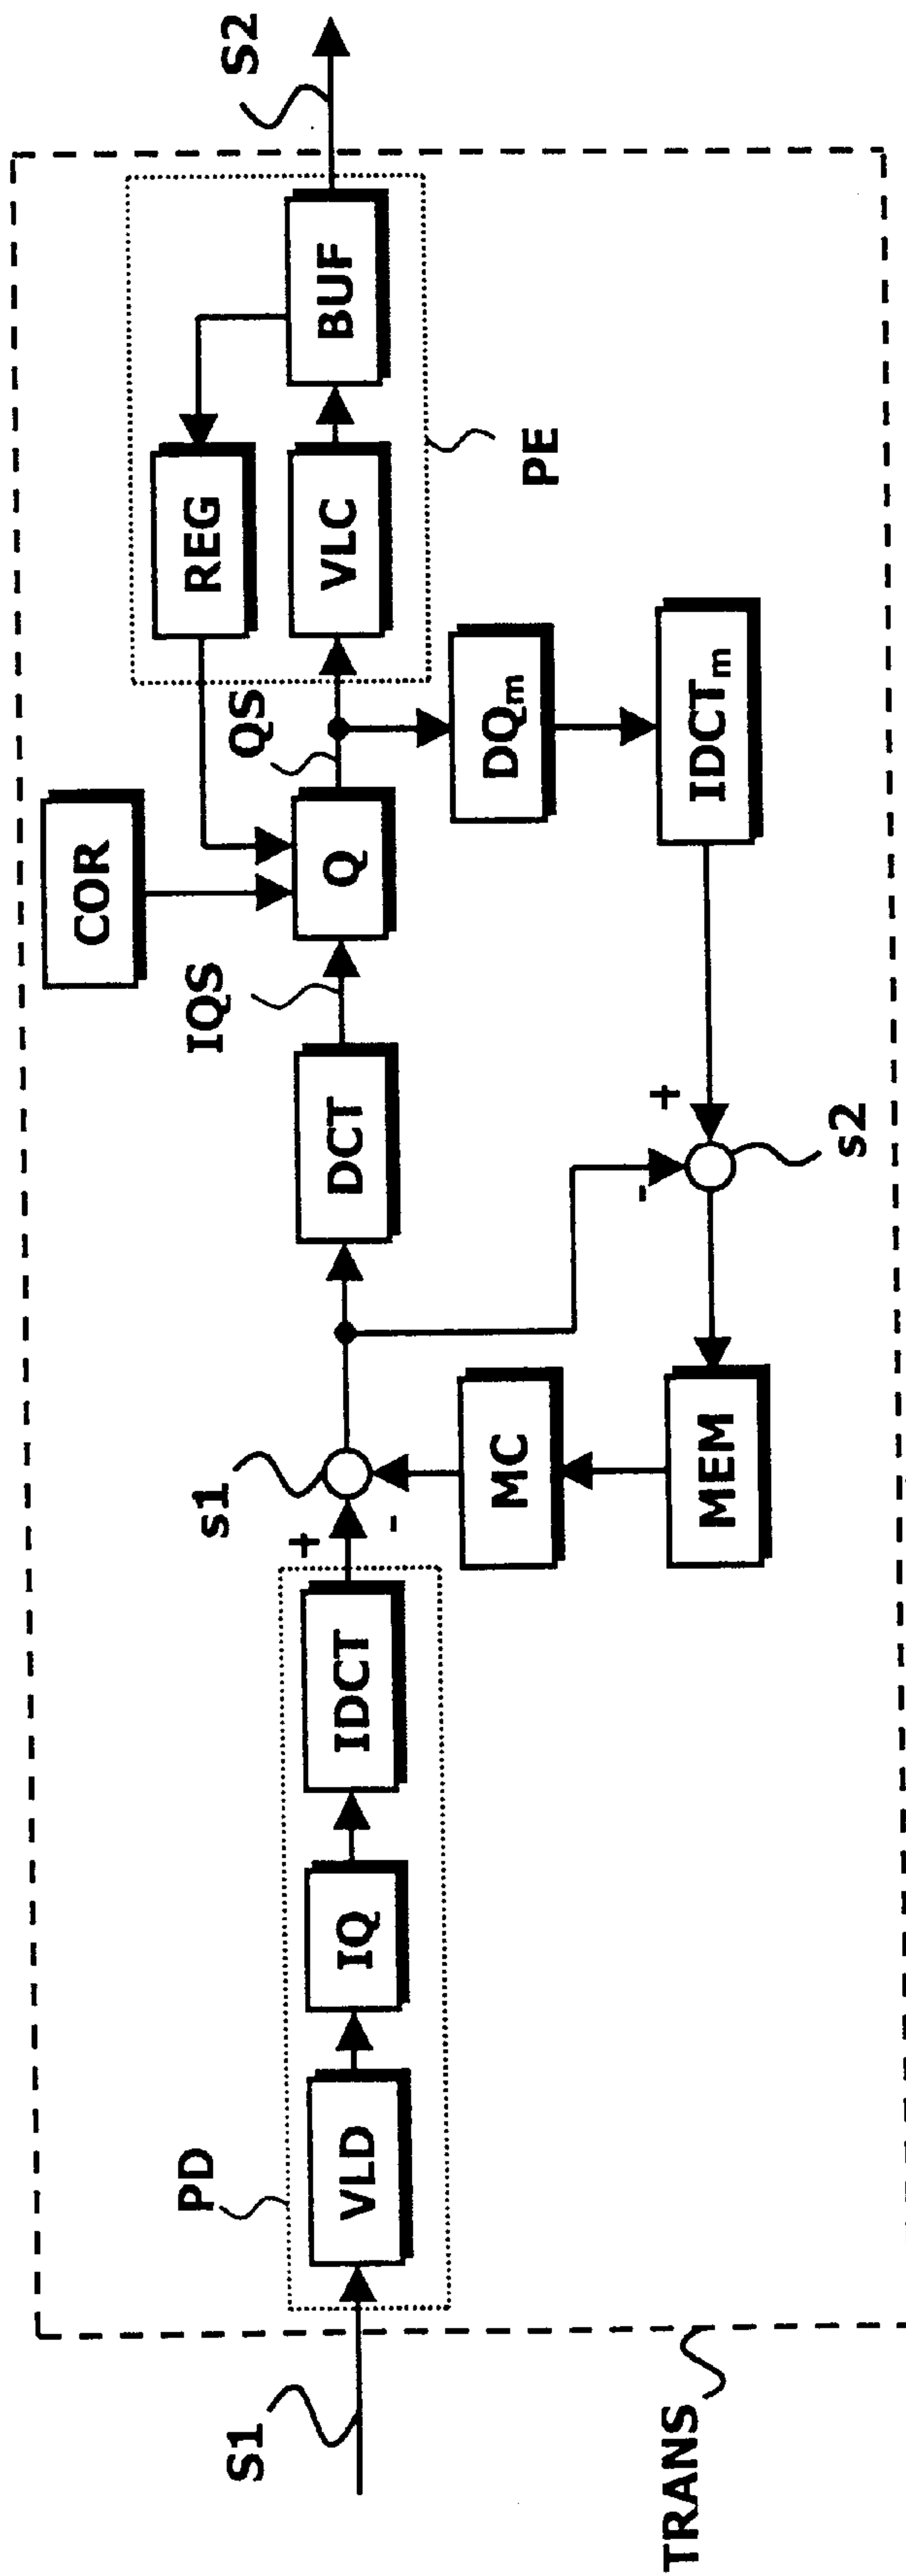 COR
REG
BUF
S2
IQS
QS
s1
PD
S1
VLD
IQ
IDCT
+
-
DCT
Q
VLC
PE
MC
DQm
-
+
s2
MEM
IDCTm
TRANS